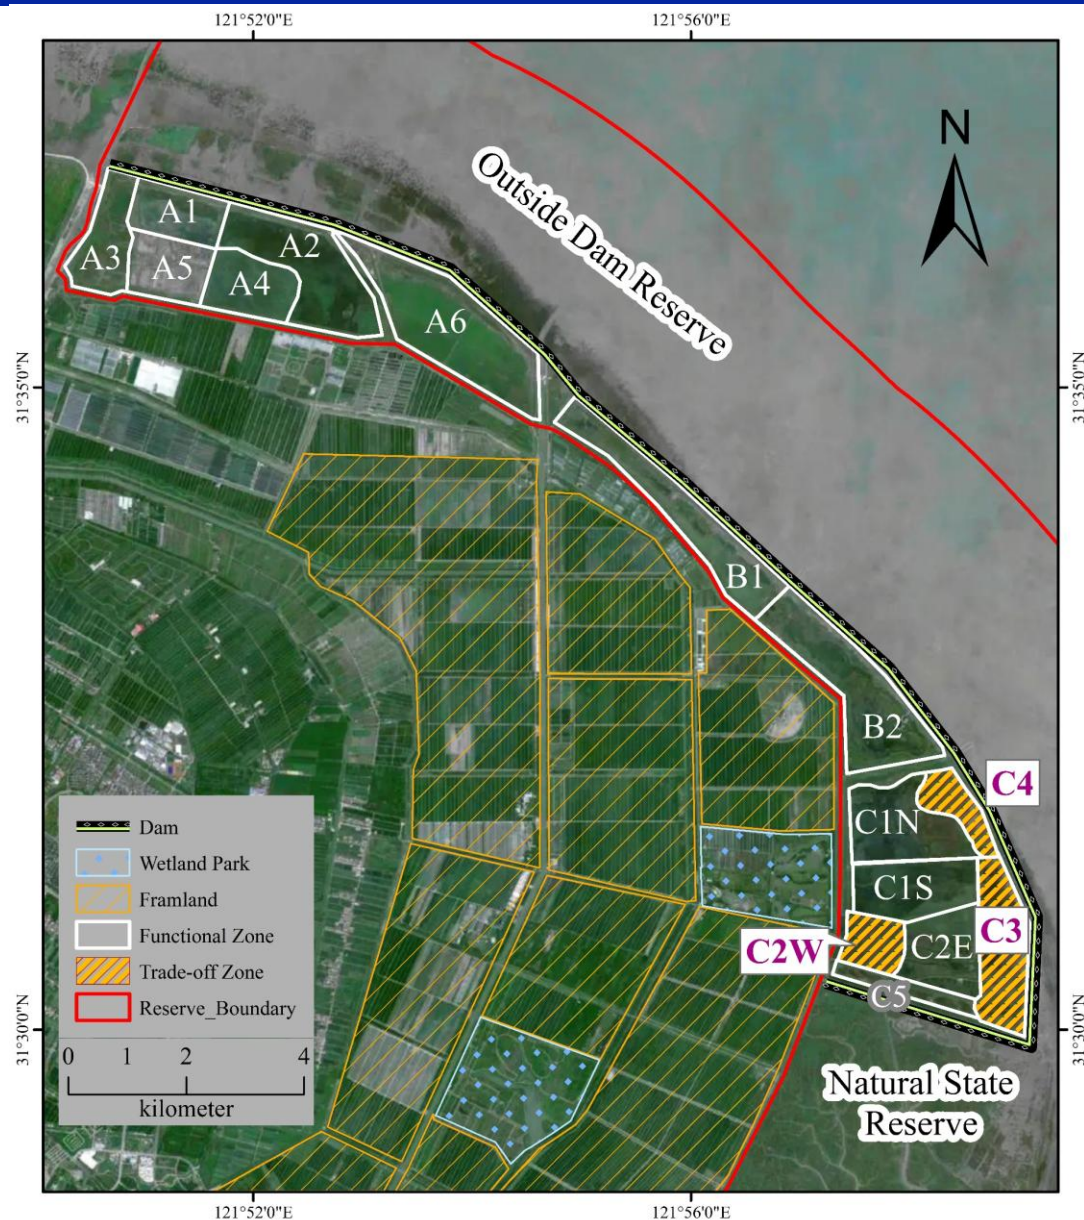 121°52'0"E
121°56'0"E
N
Outside Dam Reserve
A1
A2
A3
A5
A4
A6
31°35'0"N
31°35'0"N
B1
B2
C4
C1N
C1S
C3
C2W
C2E
C5
Dam
Wetland Park
Framland
Functional Zone
Trade-off Zone
Reserve_Boundary
0 1 2 4
kilometer
31°30'0"N
31°30'0"N
Natural State
Reserve
121°52'0"E
121°56'0"E